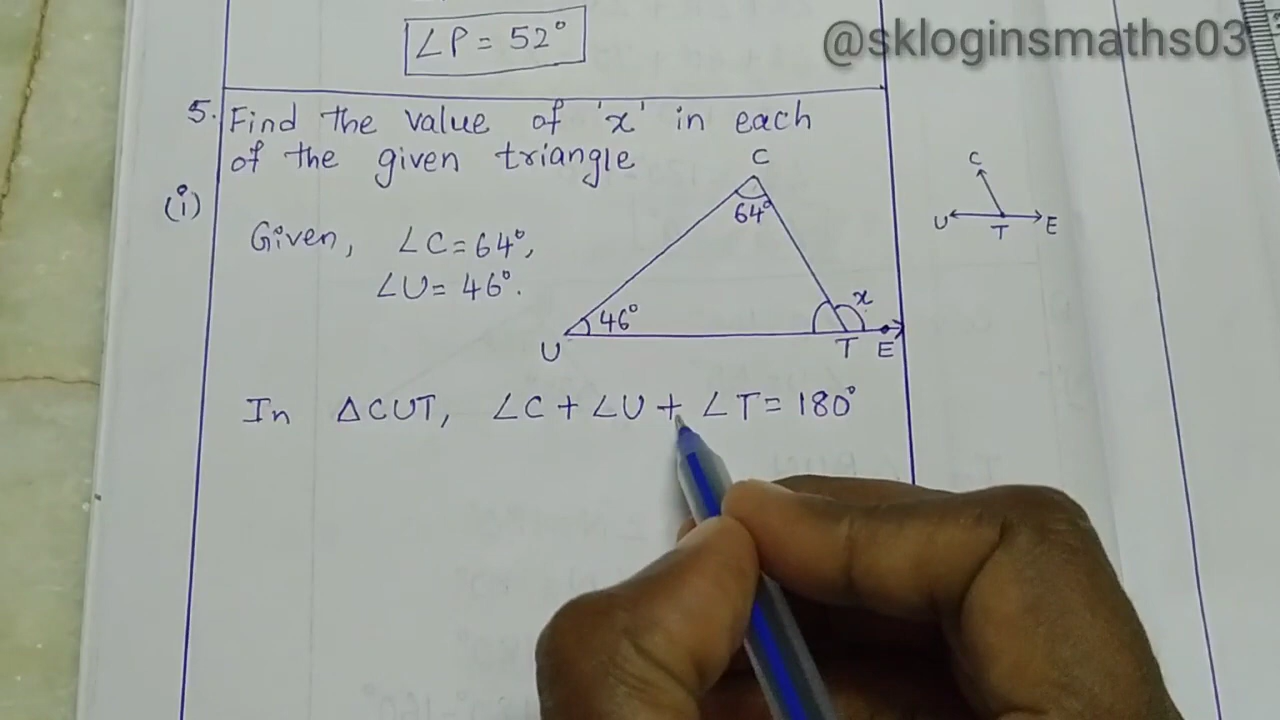 ∠P = 52°
@skloginsmaths03
5. Find the value of 'x' in each
of the given triangle
(i)
Given, ∠C = 64°,
∠U = 46°.
C
64°
46°
x
U
T
E
C
U
T
E
In ΔCUT, ∠C + ∠U + ∠T = 180°